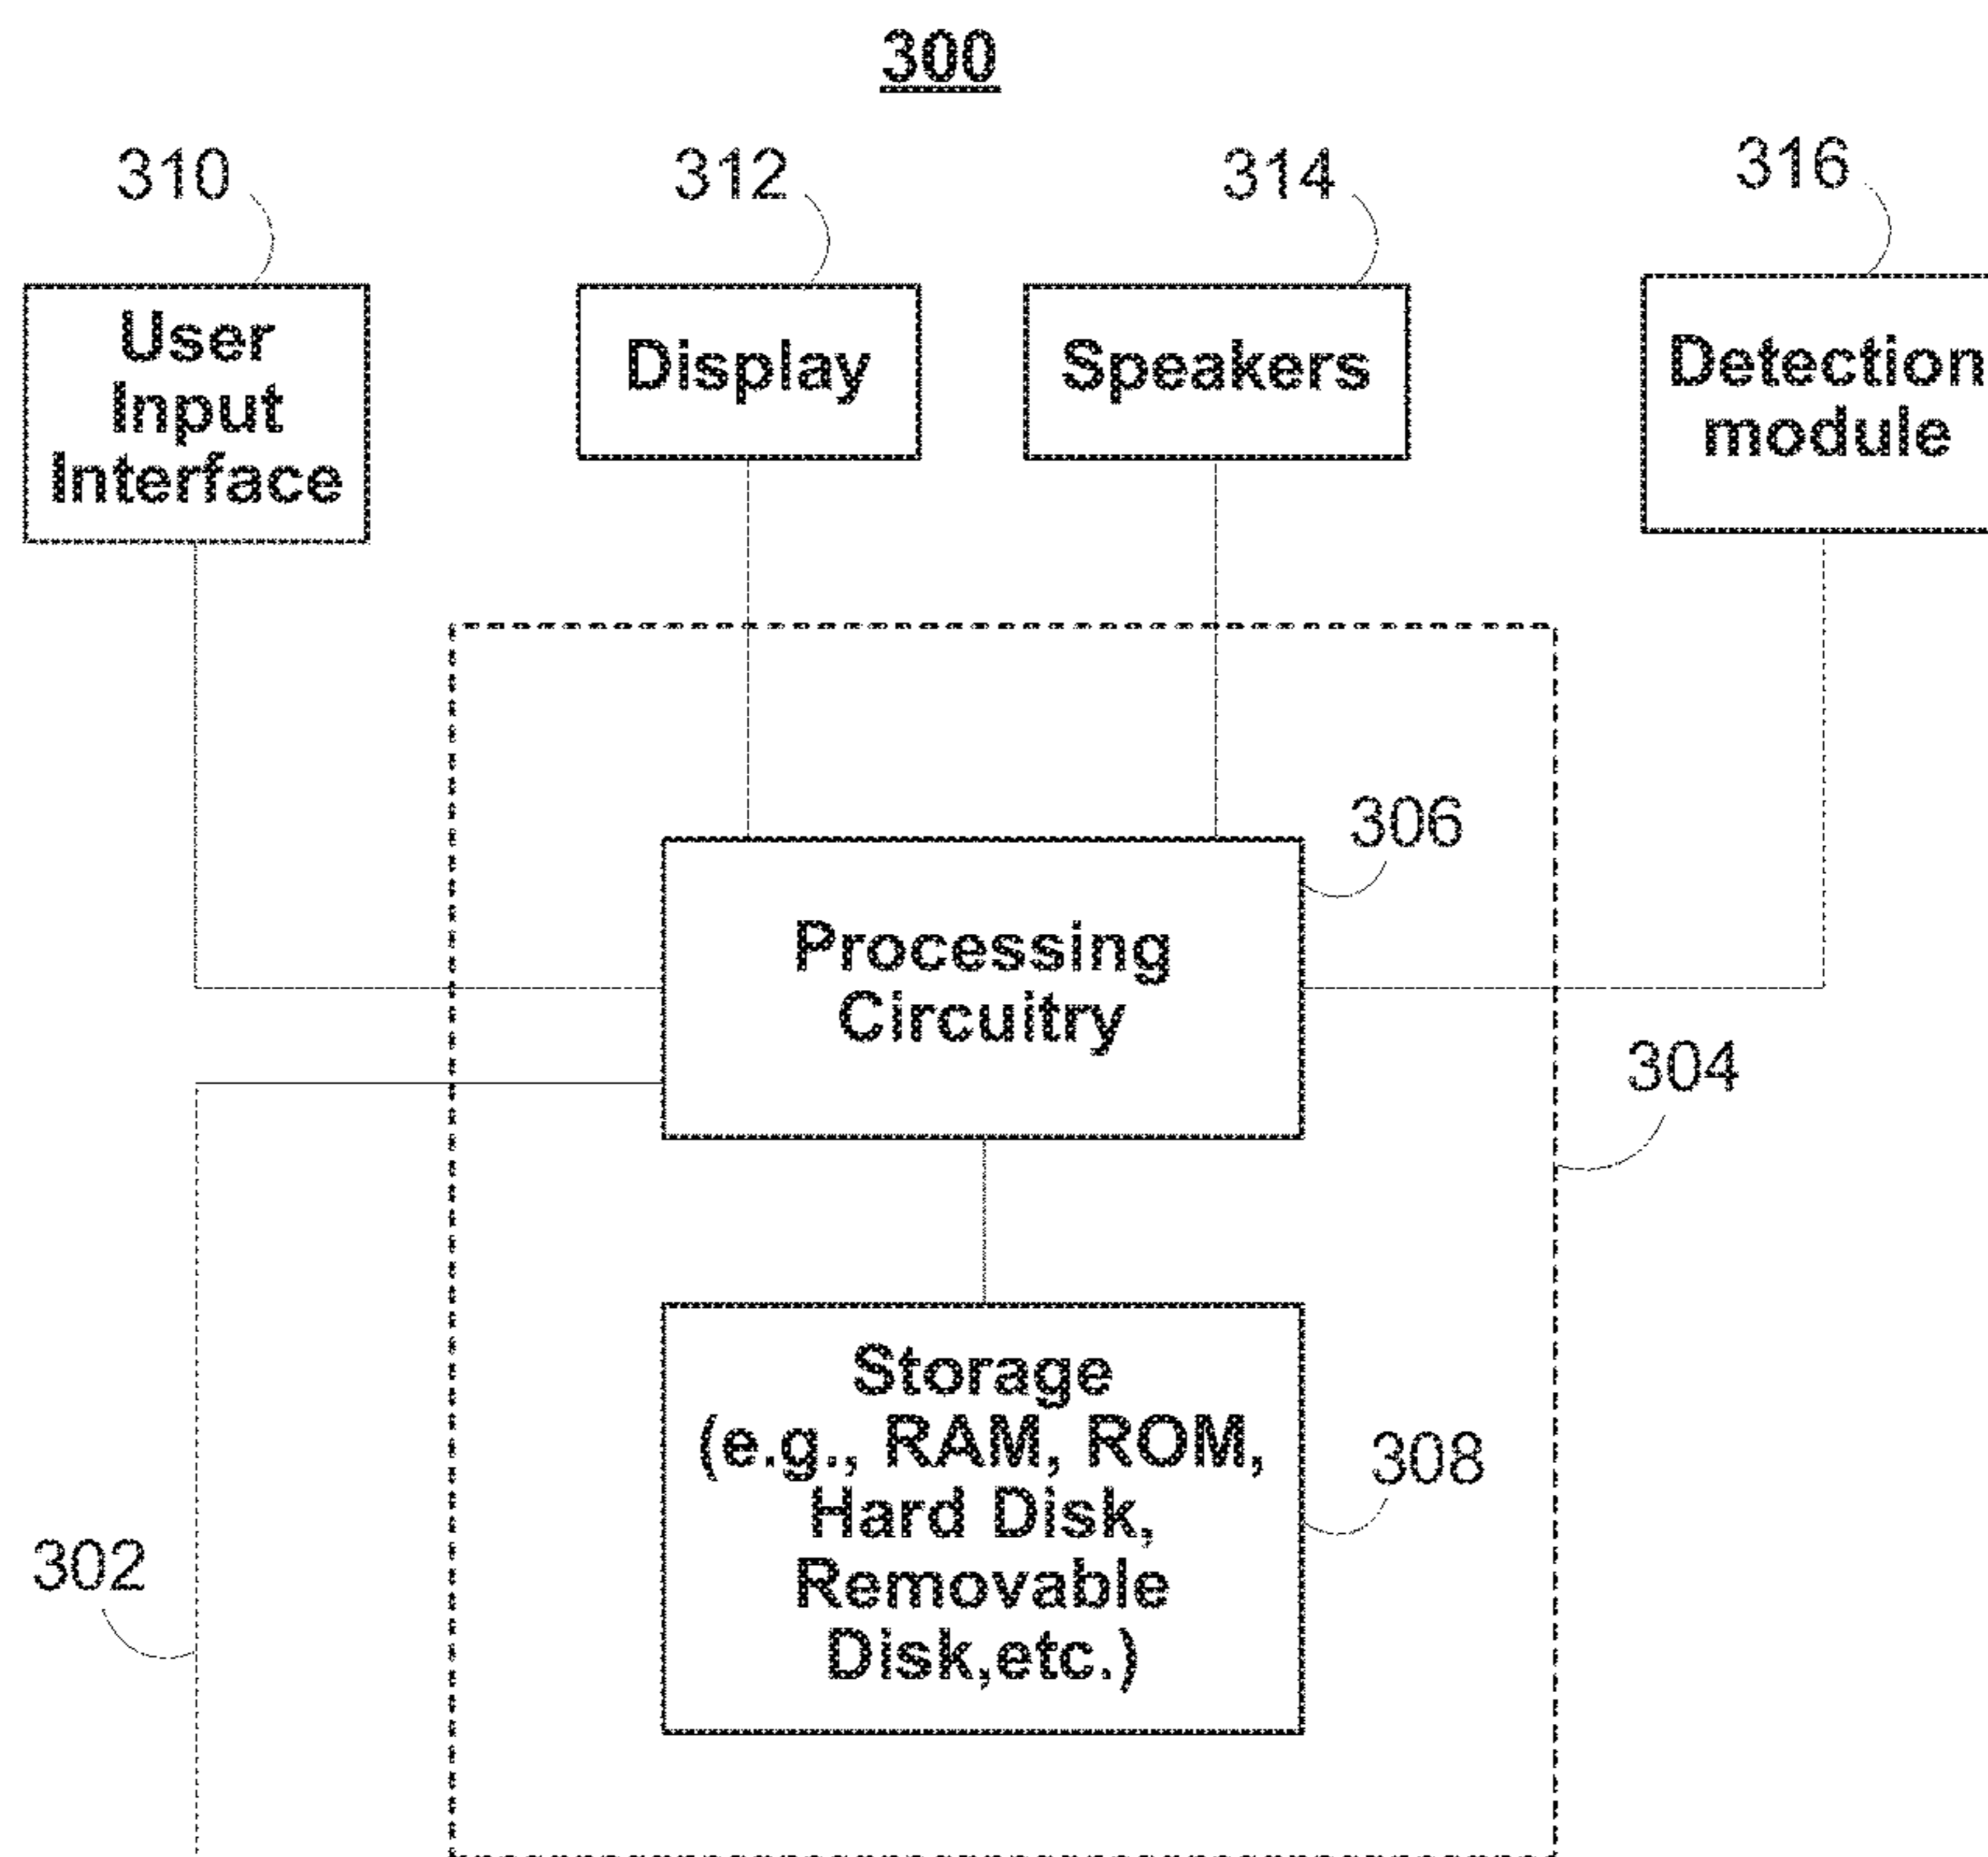 300
310
312
314
316
User
Input
Interface
Display
Speakers
Detection
module
306
Processing
Circuitry
304
Storage
(e.g., RAM, ROM,
Hard Disk,
Removable
Disk,etc.)
308
302